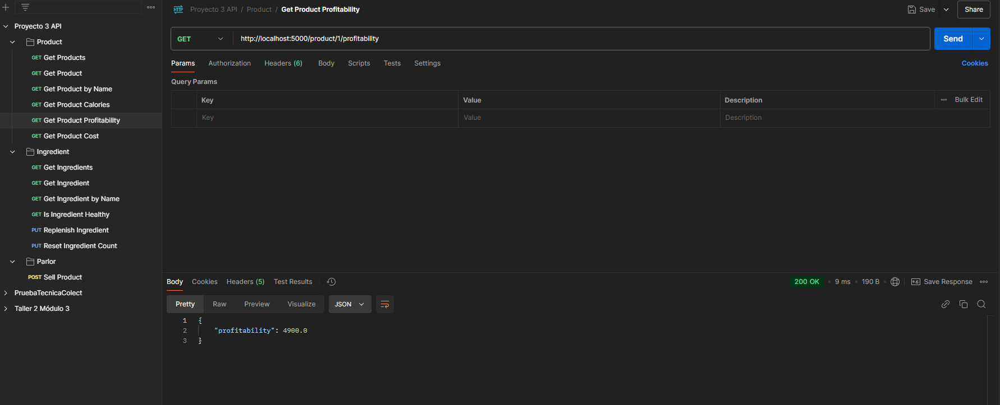 Proyecto 3 API / Product / Get Product Profitability
Save
Share
Proyecto 3 API
Product
GET Get Products
GET Get Product
GET Get Product by Name
GET Get Product Calories
GET Get Product Profitability
GET Get Product Cost
Ingredient
GET Get Ingredients
GET Get Ingredient
GET Get Ingredient by Name
GET Is Ingredient Healthy
PUT Replenish Ingredient
PUT Reset Ingredient Count
Parlor
POST Sell Product
PruebaTecnicaColect
Taller 2 Módulo 3
HTTP
GET http://localhost:5000/product/1/profitability Send
Params Authorization Headers (6) Body Scripts Tests Settings Cookies
Query Params
Key Value Description Bulk Edit
Key Value Description
Body Cookies Headers (5) Test Results 200 OK • 9 ms • 190 B • e.g. Save Response
Pretty Raw Preview Visualize JSON
1 {
2 "profitability": 4900.0
3 }